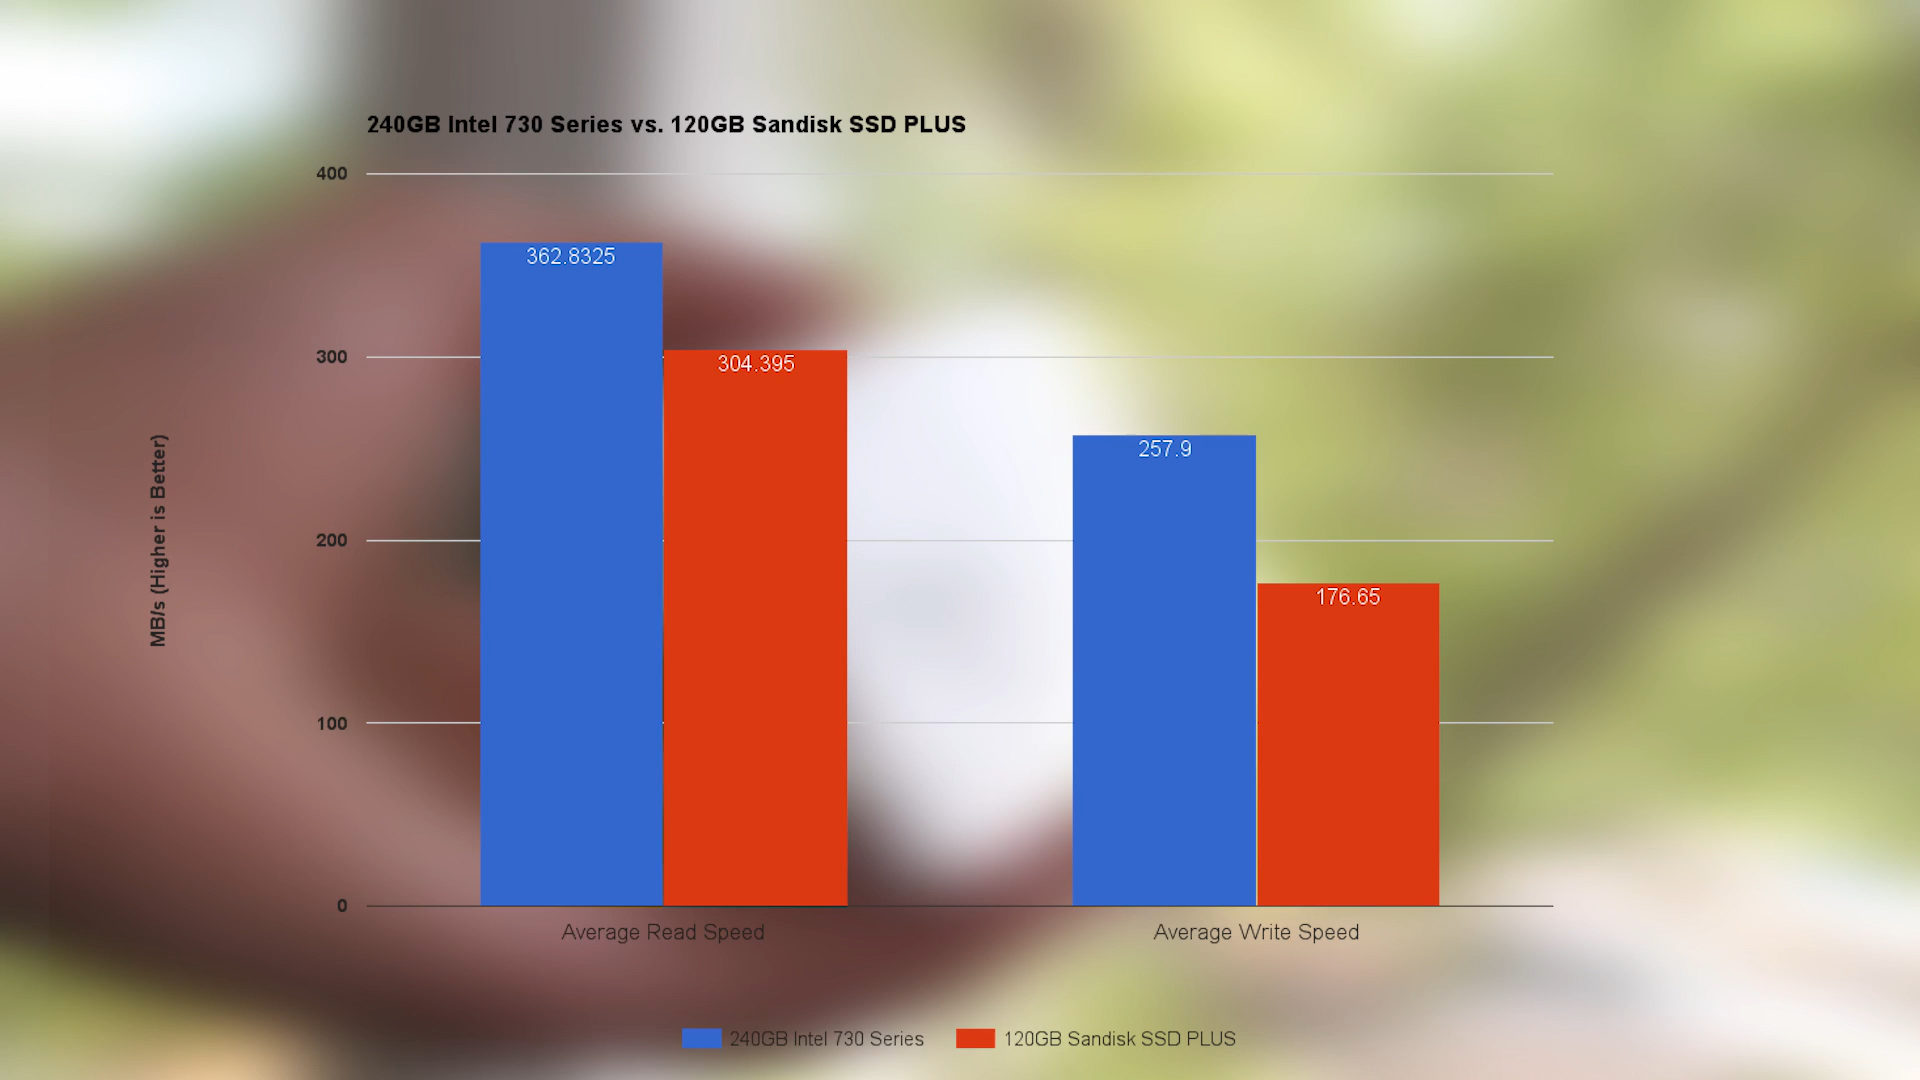 240GB Intel 730 Series vs. 120GB Sandisk SSD PLUS
400
300
200
100
0
MB/s (Higher is Better)
362.8325
304.395
257.9
176.65
Average Read Speed
Average Write Speed
240GB Intel 730 Series
120GB Sandisk SSD PLUS